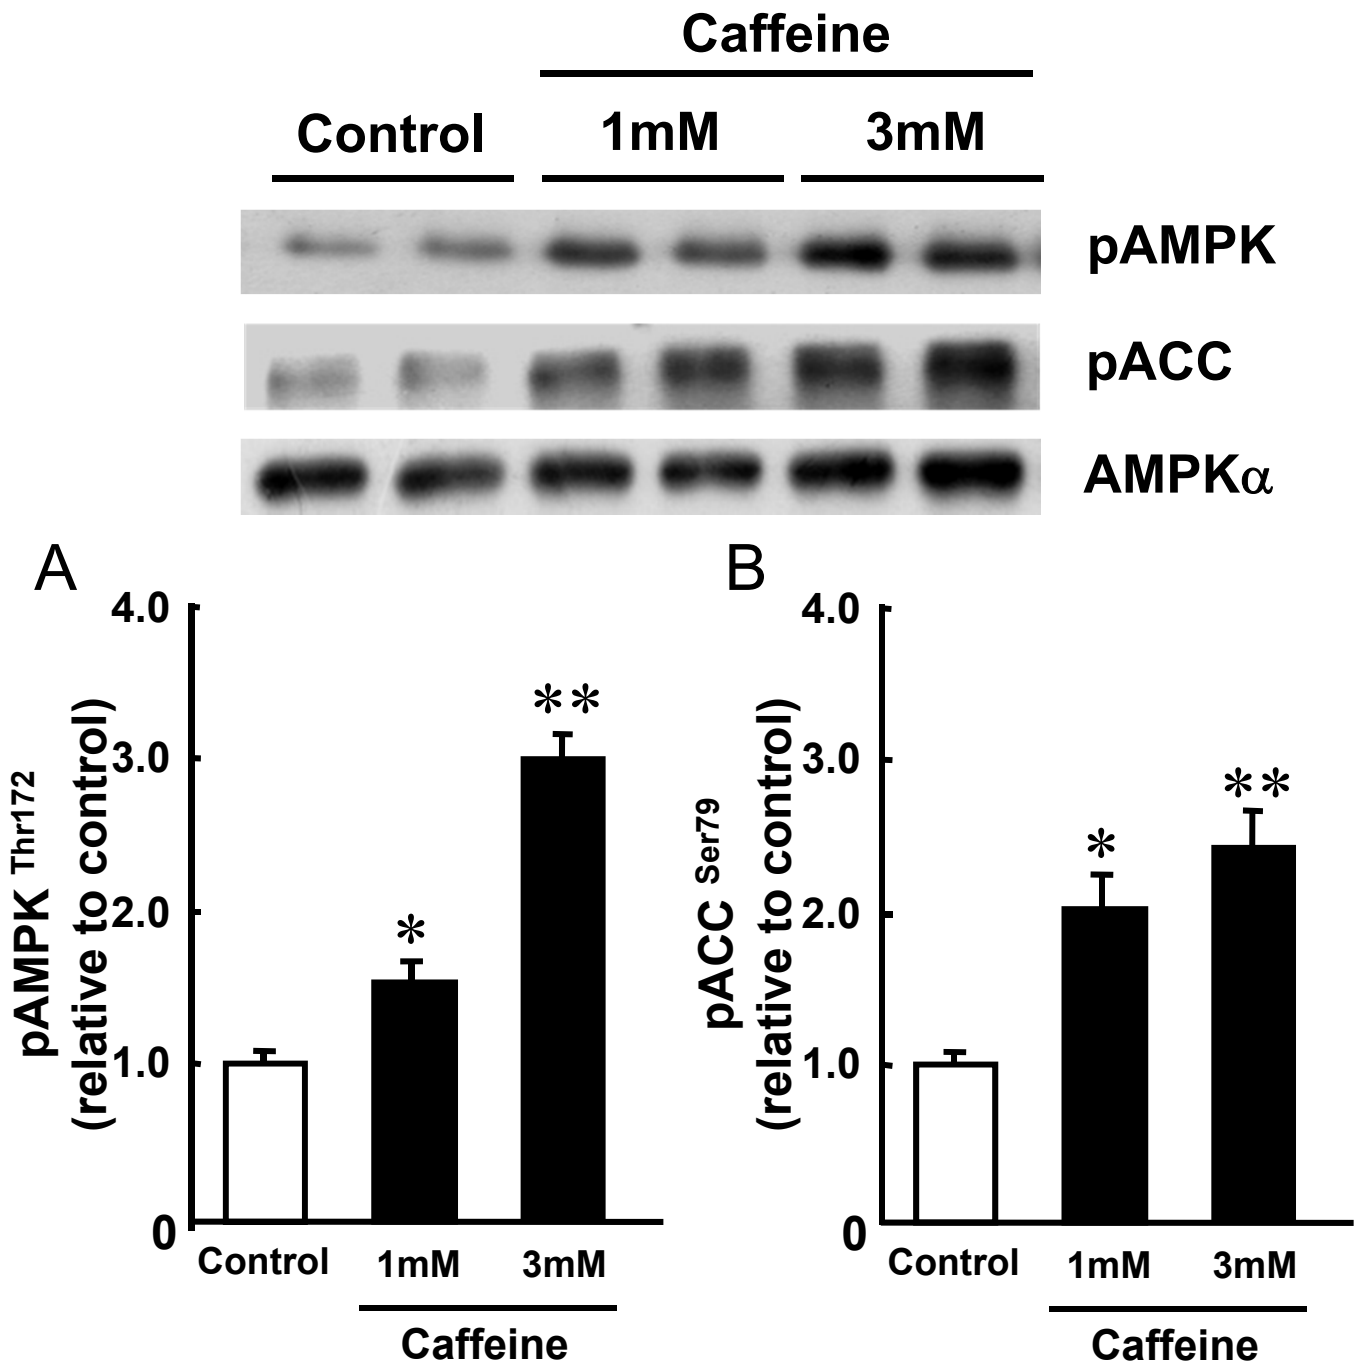 Caffeine
Control 1mM 3mM
pAMPK
pACC
AMPKα
A
pAMPK Thr172
(relative to control)
4.0
3.0
2.0
1.0
0
*
**
Control 1mM 3mM
Caffeine
B
pACC Ser79
(relative to control)
4.0
3.0
2.0
1.0
0
*
**
Control 1mM 3mM
Caffeine